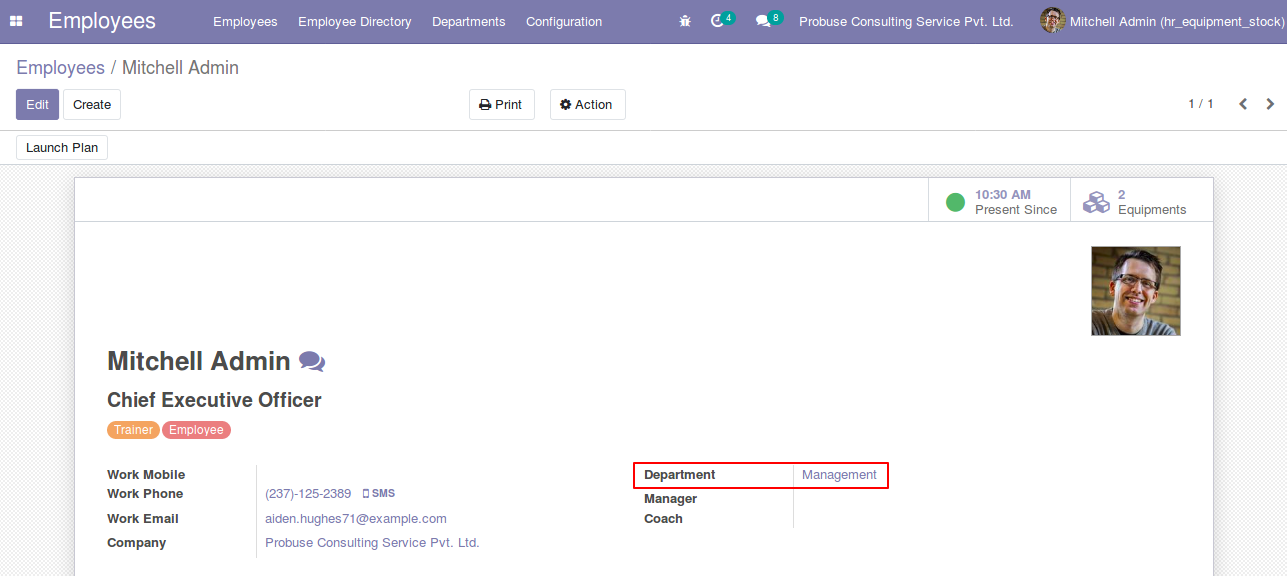 Employees Employees Employee Directory Departments Configuration 4 8 Probuse Consulting Service Pvt. Ltd. Mitchell Admin (hr_equipment_stock)
Employees / Mitchell Admin
Edit Create Print Action 1 / 1
Launch Plan
10:30 AM
Present Since
2
Equipments
Mitchell Admin
Chief Executive Officer
Trainer Employee
Work Mobile
Work Phone (237)-125-2389 SMS
Work Email aiden.hughes71@example.com
Company Probuse Consulting Service Pvt. Ltd.
Department Management
Manager
Coach